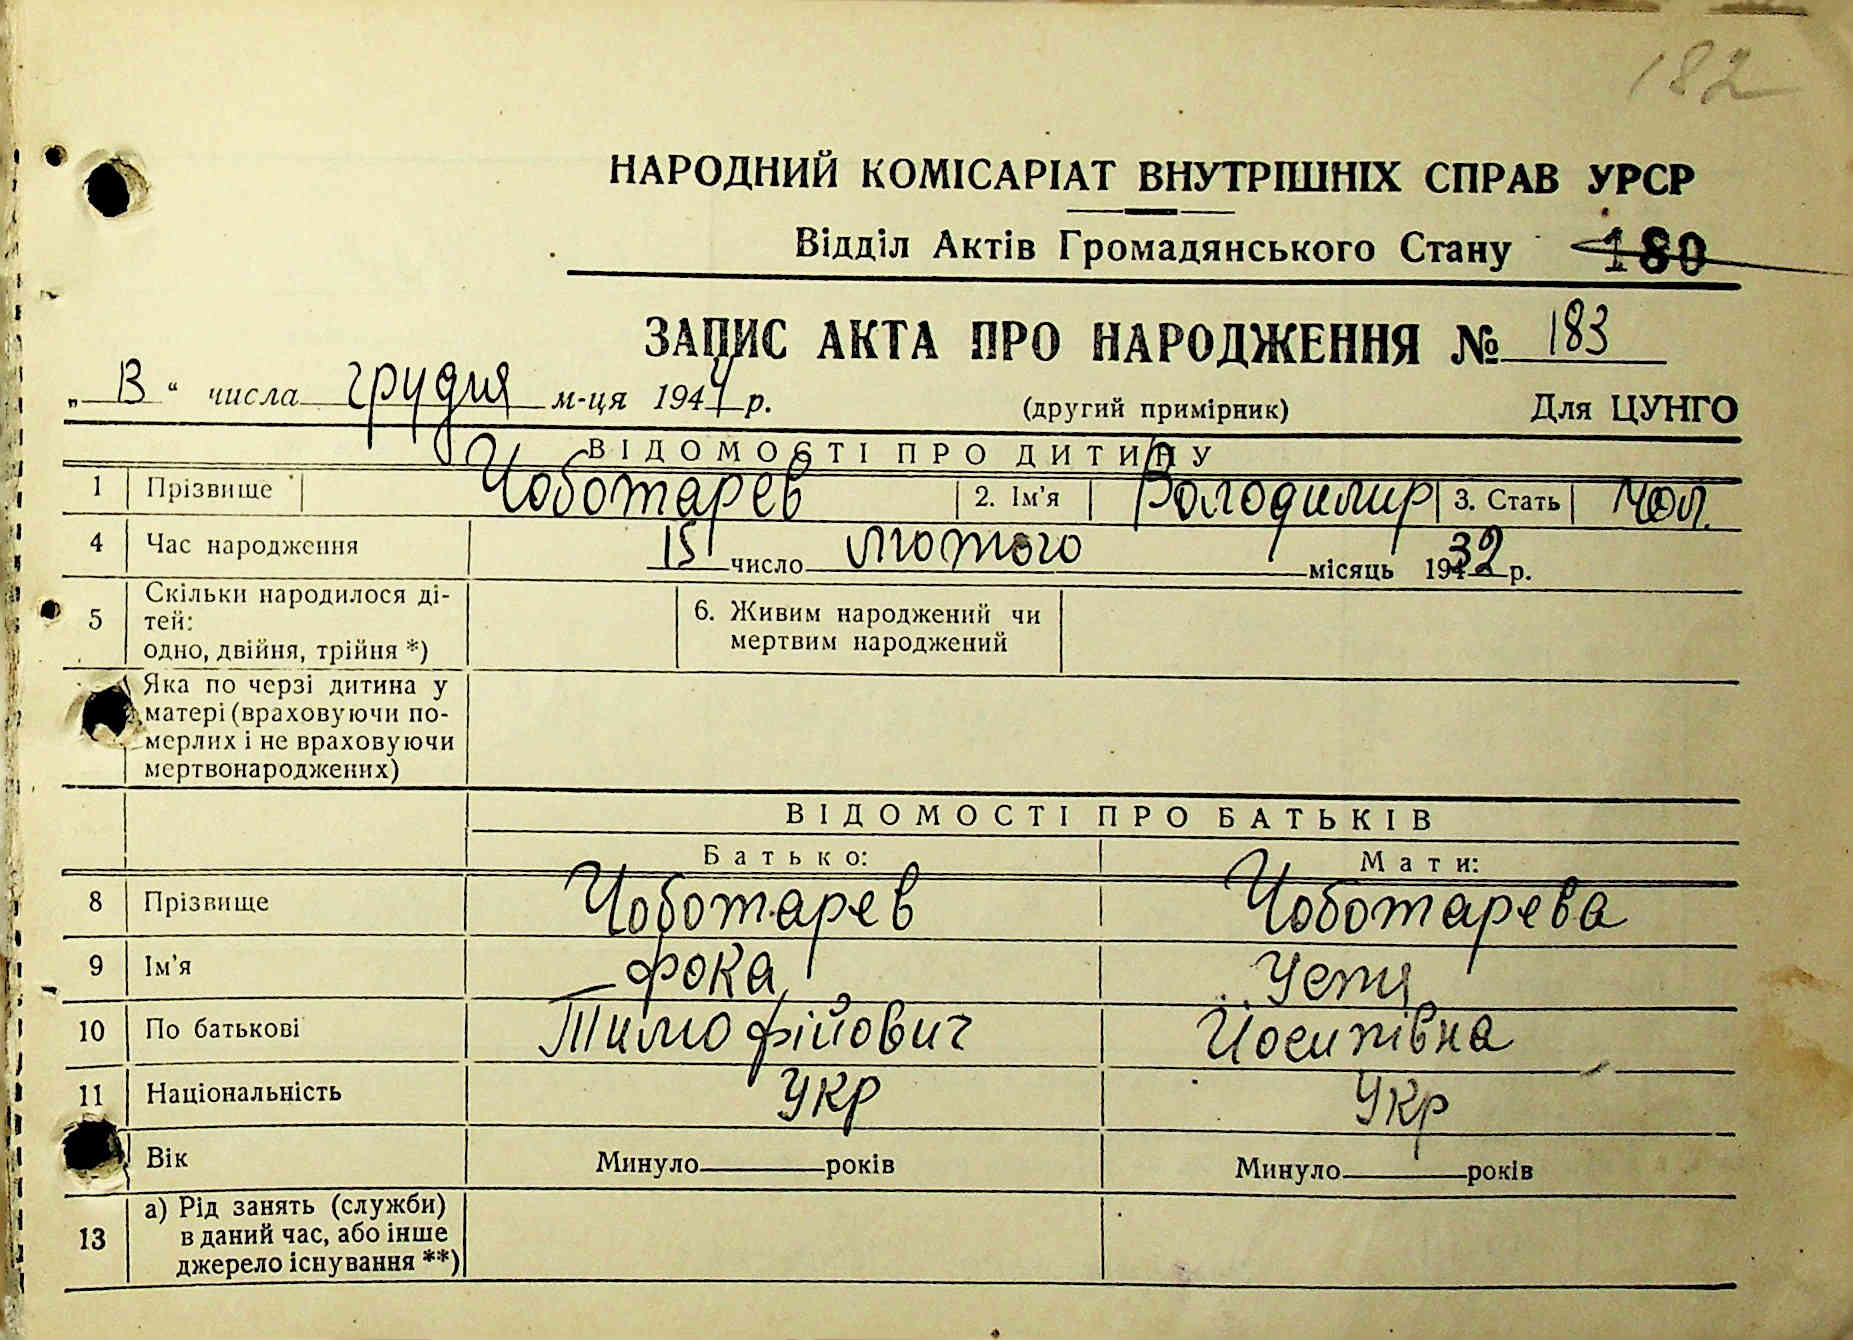 182
НАРОДНИЙ КОМІСАРІАТ ВНУТРІШНІХ СПРАВ УРСР
Відділ Актів Громадянського Стану 180
ЗАПИС АКТА ПРО НАРОДЖЕННЯ № 183
„ 13 “ числа грудня м-ця 1944 р. (другий примірник) Для ЦУНГО
ВІДОМОСТІ ПРО ДИТИНУ
1 Прізвище Чоботарев 2. Ім’я Володимир 3. Стать чол.
4 Час народження 15 число лютого місяць 1932 р.
5 Скільки народилося ді-
тей:
одно, двійня, трійня *)
6. Живим народжений чи
мертвим народжений
Яка по черзі дитина у
матері (враховуючи по-
мерлих і не враховуючи
мертвонароджених)
ВІДОМОСТІ ПРО БАТЬКІВ
Батько: Мати:
8 Прізвище Чоботарев Чоботарева
9 Ім’я Фока Устя
10 По батькові Тимофійович Йосипівна
11 Національність Укр Укр
Вік Минуло років Минуло років
13 а) Рід занять (служби)
в даний час, або інше
джерело існування **)